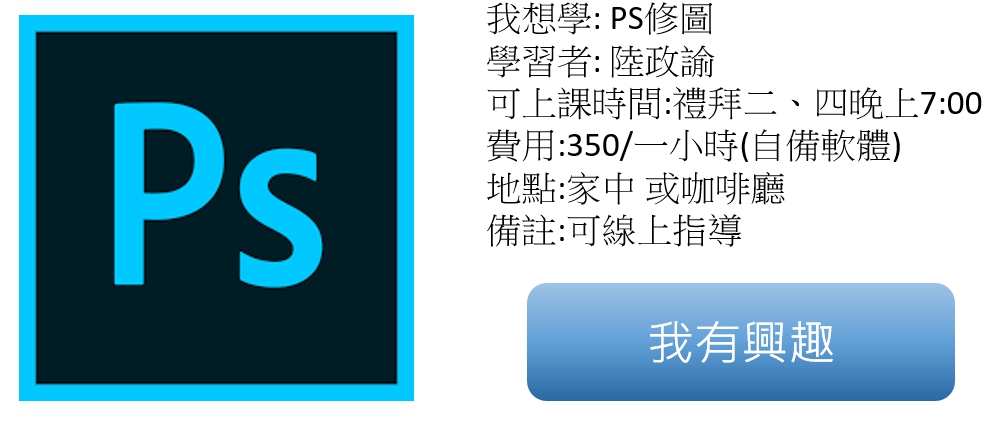 Ps
我想學: PS修圖
學習者: 陸政諭
可上課時間:禮拜二、四晚上7:00
費用:350/一小時(自備軟體)
地點:家中 或咖啡廳
備註:可線上指導
我有興趣